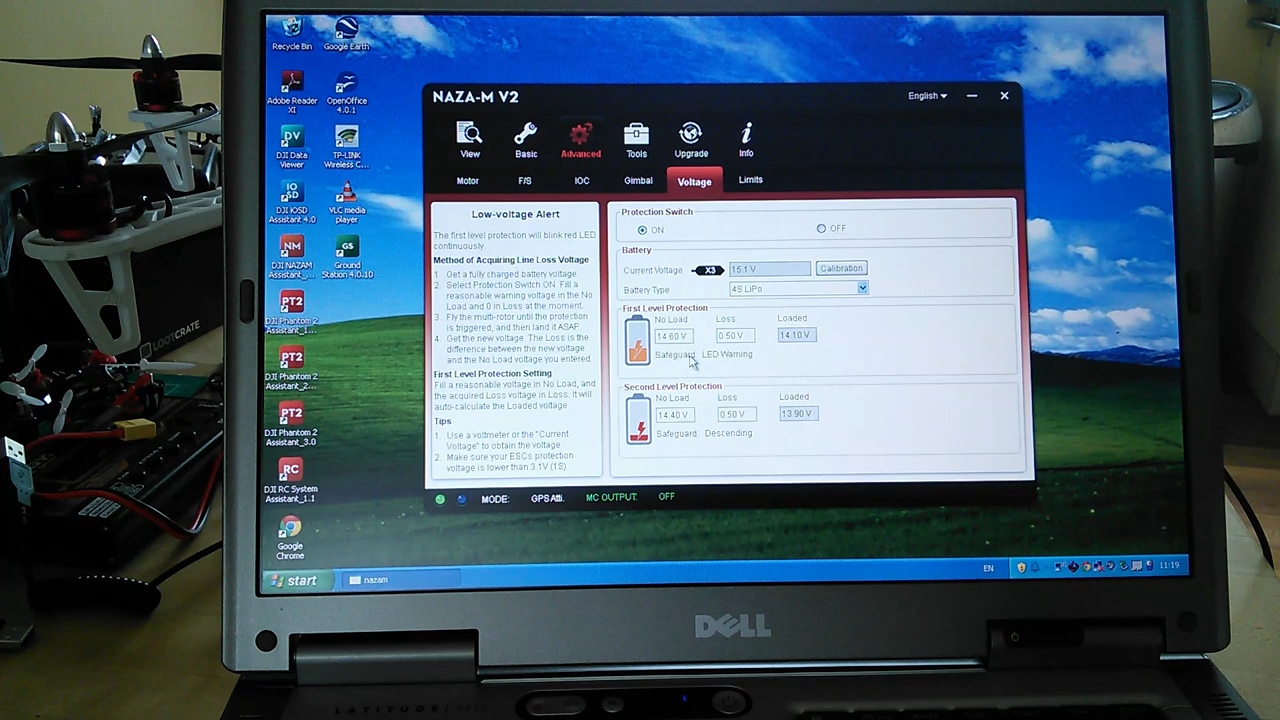 Recycle Bin
Google Earth
Adobe Reader
XI
OpenOffice
4.0.1
DJI Data
Viewer
TP-LINK
Wireless C...
DJI IOSD
Assistant 4.0
VLC media
player
NM
DJI NAZAM
Assistant_...
GS
Ground
Station 4.0.10
PT2
DJI Phantom 2
Assistant_1...
PT2
DJI Phantom 2
Assistant_2...
PT2
DJI Phantom 2
Assistant_3.0
RC
DJI RC System
Assistant_1.1
Google
Chrome
LOOTCRATE
NAZA-M V2
English
View
Basic
Advanced
Tools
Upgrade
Info
Motor
F/S
IOC
Gimbal
Voltage
Limits
Low-voltage Alert
The first level protection will blink red LED
continuously.
Method of Acquiring Line Loss Voltage
1. Get a fully charged battery voltage.
2. Select Protection Switch ON. Fill a
reasonable warning voltage in the No
Load and 0 in Loss at the moment.
3. Fly the multi-rotor until the protection
is triggered, and then land it ASAP.
4. Get the new voltage. The Loss is the
difference between the new voltage
and the No Load voltage you entered.
First Level Protection Setting
Fill a reasonable voltage in No Load, and
the acquired Loss voltage in Loss. It will
auto-calculate the Loaded voltage.
Tips
1. Use a voltmeter or the "Current
Voltage" to obtain the voltage.
2. Make sure your ESCs protection
voltage is lower than 3.1V (1S)
Protection Switch
ON
OFF
Battery
Current Voltage X3 15.1 V Calibration
Battery Type 4S LiPo
First Level Protection
No Load Loss Loaded
14.60 V 0.50 V 14.10 V
Safeguard: LED Warning
Second Level Protection
No Load Loss Loaded
14.40 V 0.50 V 13.90 V
Safeguard: Descending
MODE: GPS Atti. MC OUTPUT: OFF
start
nazam
EN
11:19
DELL
LATITUDE